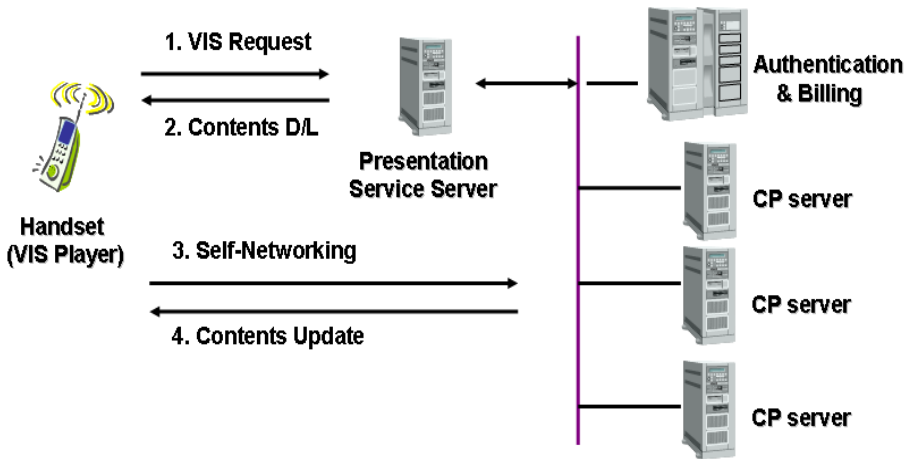 1. VIS Request
2. Contents D/L
Handset
(VIS Player)
Presentation
Service Server
Authentication
& Billing
CP server
3. Self-Networking
CP server
4. Contents Update
CP server